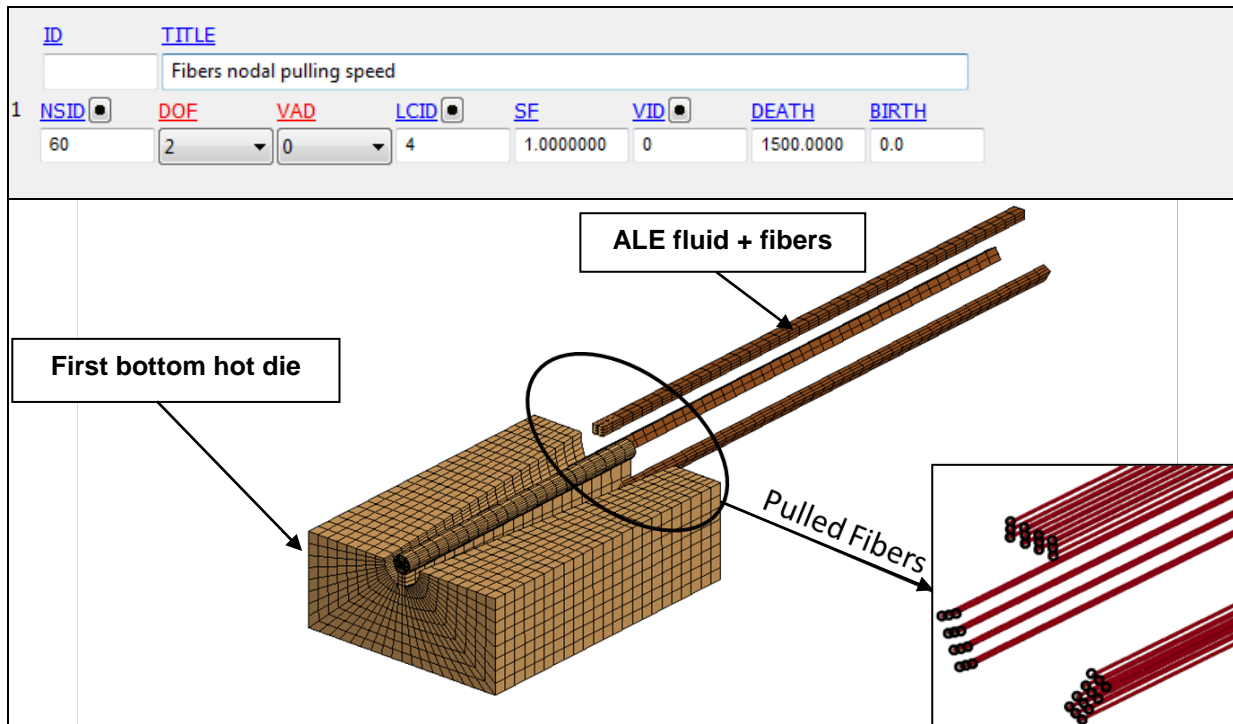 ID TITLE
Fibers nodal pulling speed
1 NSID DOF VAD LCID SF VID DEATH BIRTH
60 2 0 4 1.0000000 0 1500.0000 0.0
ALE fluid + fibers
First bottom hot die
Pulled Fibers